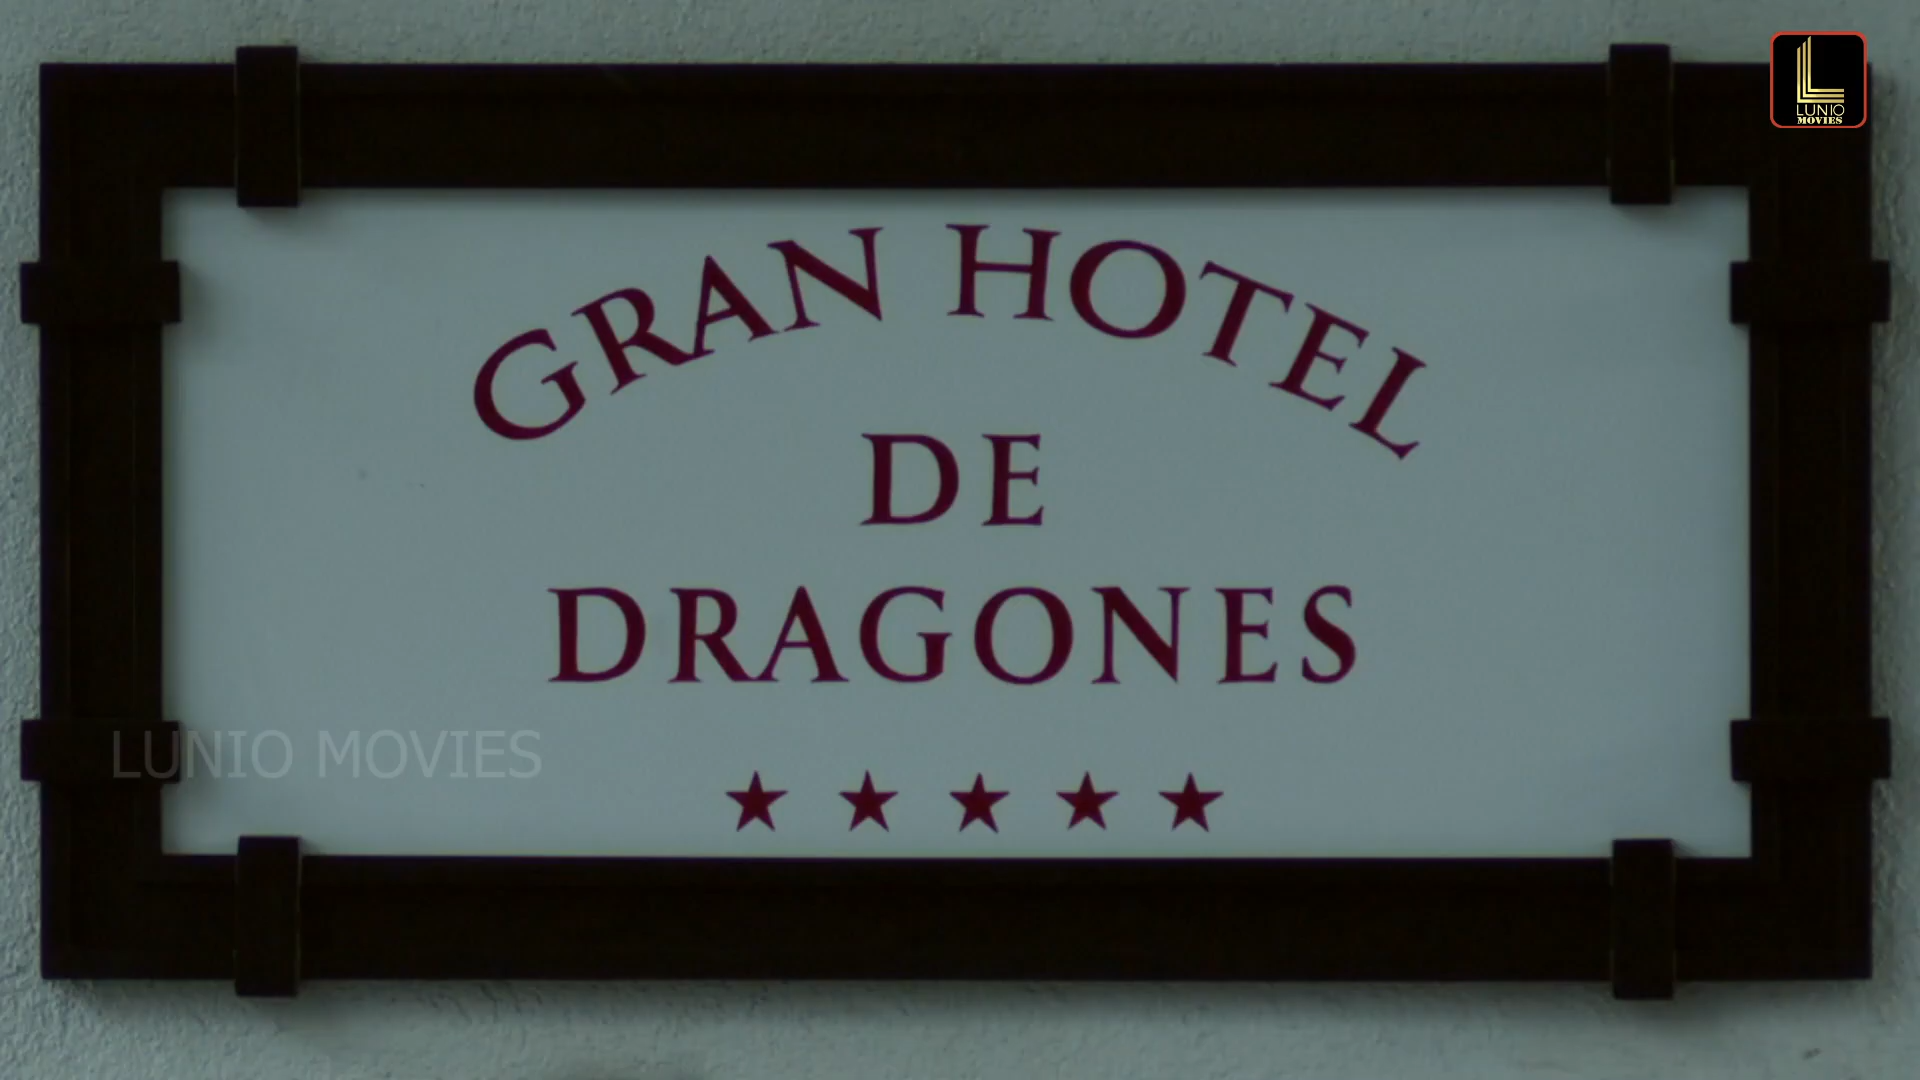 LUNIO
MOVIES
GRAN HOTEL
DE
DRAGONES
LUNIO MOVIES